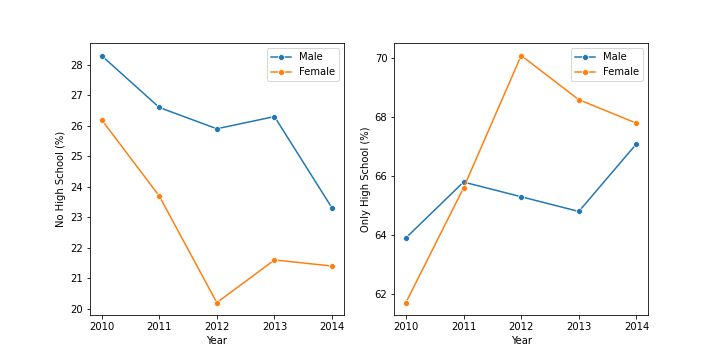 Male
Female
28
27
26
25
24
23
22
21
20
No High School (%)
2010 2011 2012 2013 2014
Year
Male
Female
70
68
66
64
62
Only High School (%)
2010 2011 2012 2013 2014
Year